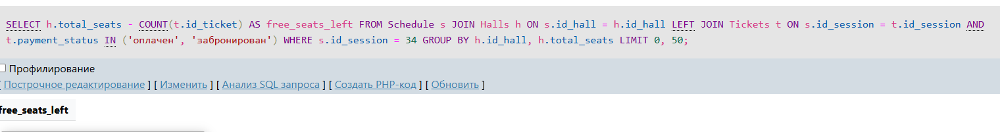 SELECT h.total_seats - COUNT(t.id_ticket) AS free_seats_left FROM Schedule s JOIN Halls h ON s.id_hall = h.id_hall LEFT JOIN Tickets t ON s.id_session = t.id_session AND
t.payment_status IN ('оплачен', 'забронирован') WHERE s.id_session = 34 GROUP BY h.id_hall, h.total_seats LIMIT 0, 50;
Профилирование
[ Построчное редактирование ] [ Изменить ] [ Анализ SQL запроса ] [ Создать PHP-код ] [ Обновить ]
free_seats_left